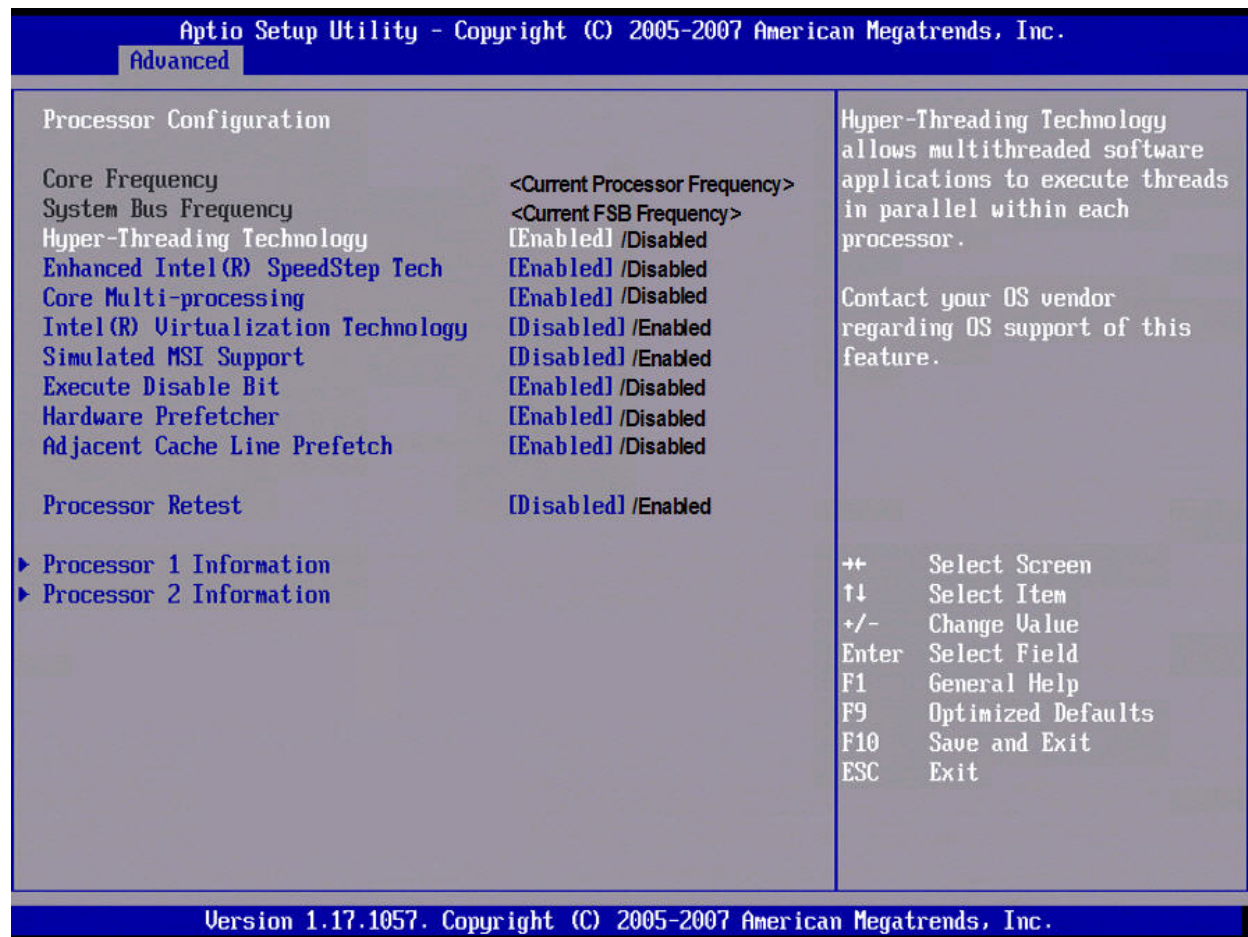 Aptio Setup Utility - Copyright (C) 2005-2007 American Megatrends, Inc.
Advanced
Processor Configuration
Core Frequency <Current Processor Frequency>
System Bus Frequency <Current FSB Frequency>
Hyper-Threading Technology [Enabled] /Disabled
Enhanced Intel(R) SpeedStep Tech [Enabled] /Disabled
Core Multi-processing [Enabled] /Disabled
Intel(R) Virtualization Technology [Disabled] /Enabled
Simulated MSI Support [Disabled] /Enabled
Execute Disable Bit [Enabled] /Disabled
Hardware Prefetcher [Enabled] /Disabled
Adjacent Cache Line Prefetch [Enabled] /Disabled
Processor Retest [Disabled] /Enabled
Processor 1 Information
Processor 2 Information
Hyper-Threading Technology
allows multithreaded software
applications to execute threads
in parallel within each
processor.
Contact your OS vendor
regarding OS support of this
feature.
→← Select Screen
↑↓ Select Item
+/- Change Value
Enter Select Field
F1 General Help
F9 Optimized Defaults
F10 Save and Exit
ESC Exit
Version 1.17.1057. Copyright (C) 2005-2007 American Megatrends, Inc.